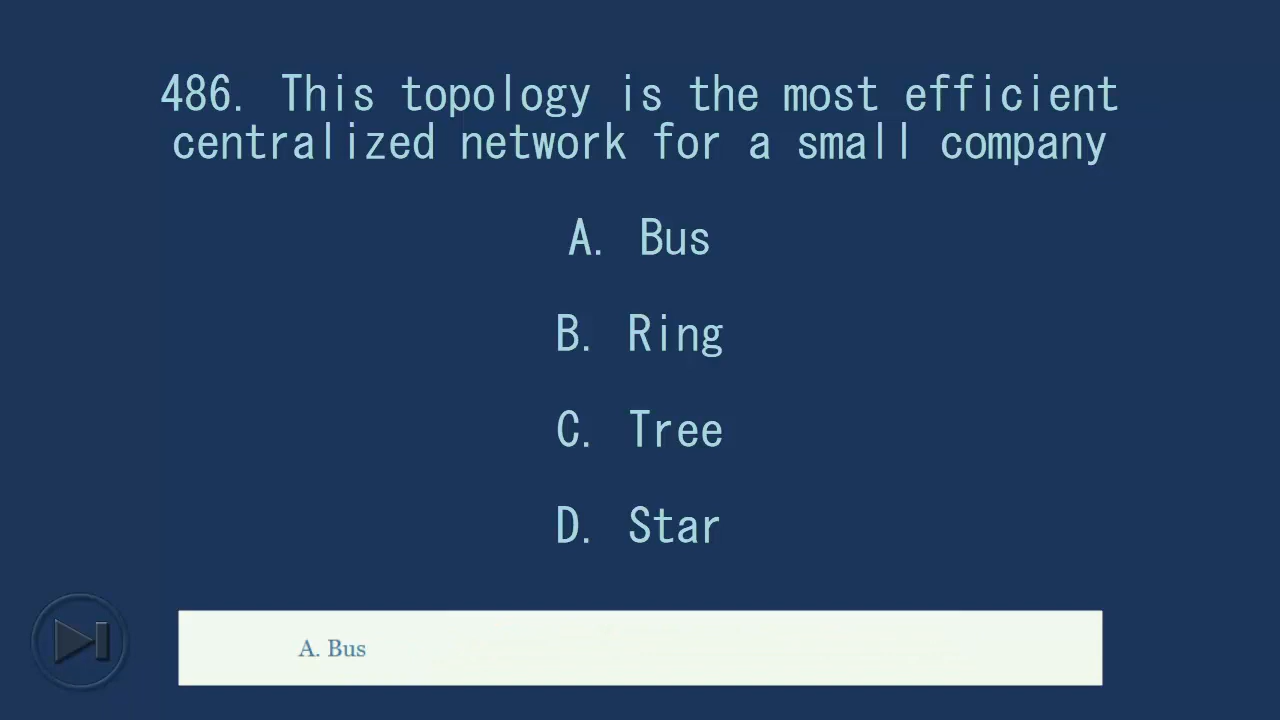 486. This topology is the most efficient
centralized network for a small company
A. Bus
B. Ring
C. Tree
D. Star
A. Bus